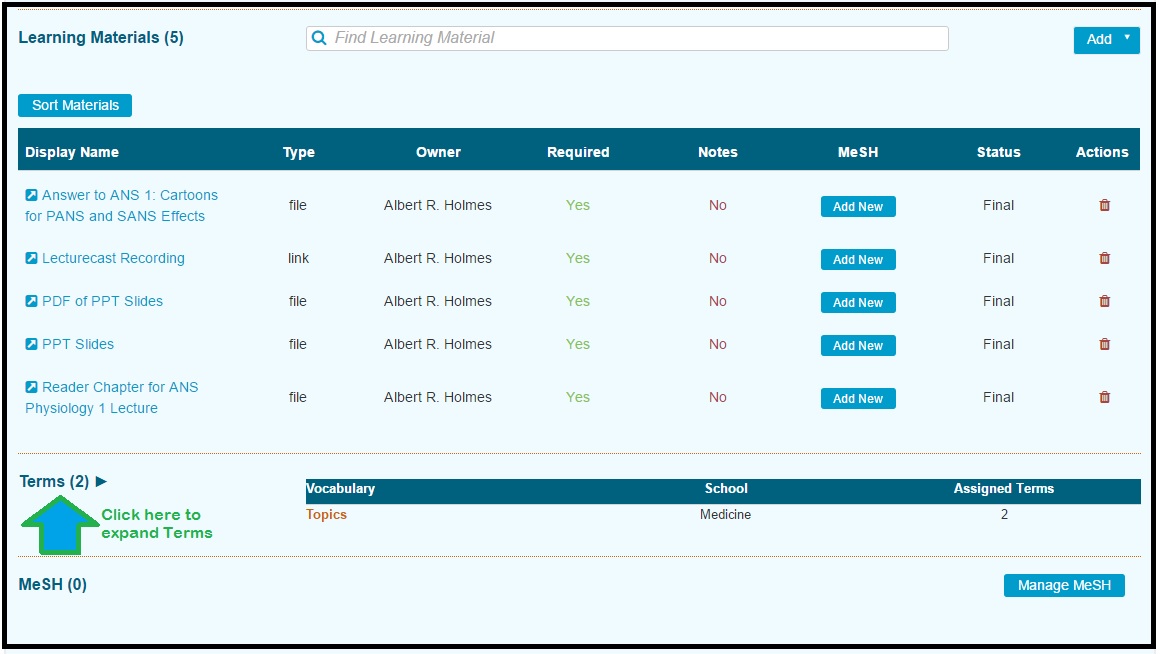 Learning Materials (5)
Find Learning Material
Add
Sort Materials
Display Name Type Owner Required Notes MeSH Status Actions
Answer to ANS 1: Cartoons
for PANS and SANS Effects
file Albert R. Holmes Yes No Add New Final
Lecturecast Recording link Albert R. Holmes Yes No Add New Final
PDF of PPT Slides file Albert R. Holmes Yes No Add New Final
PPT Slides file Albert R. Holmes Yes No Add New Final
Reader Chapter for ANS
Physiology 1 Lecture
file Albert R. Holmes Yes No Add New Final
Terms (2)
Click here to
expand Terms
Vocabulary School Assigned Terms
Topics Medicine 2
MeSH (0)
Manage MeSH